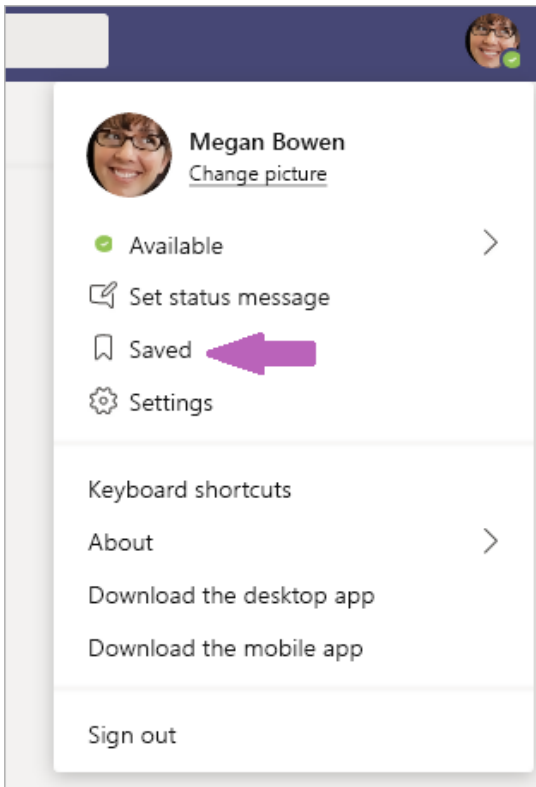 Megan Bowen
Change picture
Available
Set status message
Saved
Settings
Keyboard shortcuts
About
Download the desktop app
Download the mobile app
Sign out